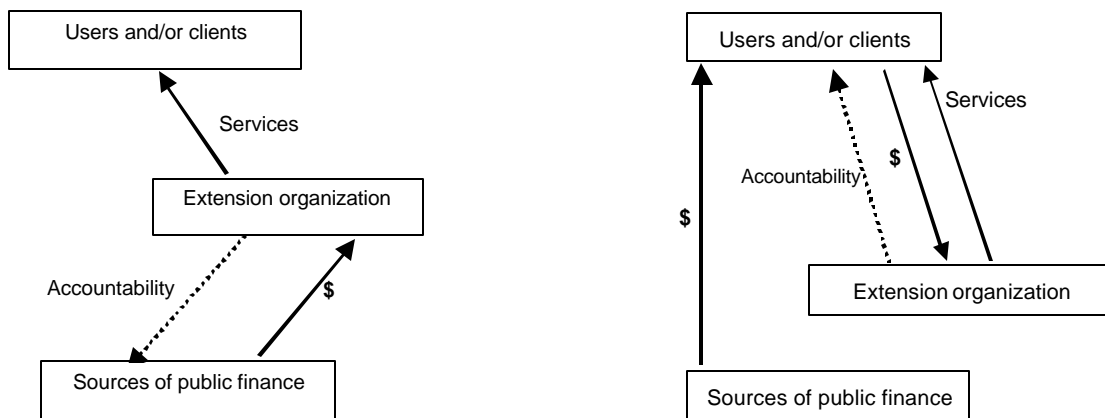 Users and/or clients
Services
Extension organization
Accountability
$
Sources of public finance
Users and/or clients
Services
$
Accountability
$
Extension organization
Sources of public finance